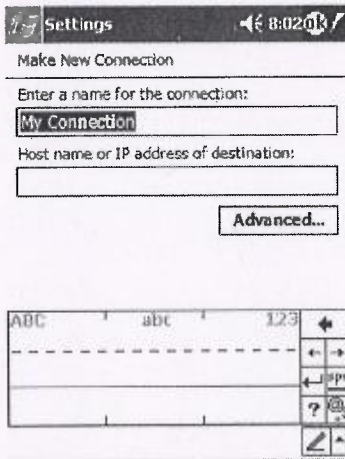 Settings 8:02 ok
Make New Connection
Enter a name for the connection:
My Connection
Host name or IP address of destination:
Advanced...
ABC abc 123
spc
? @